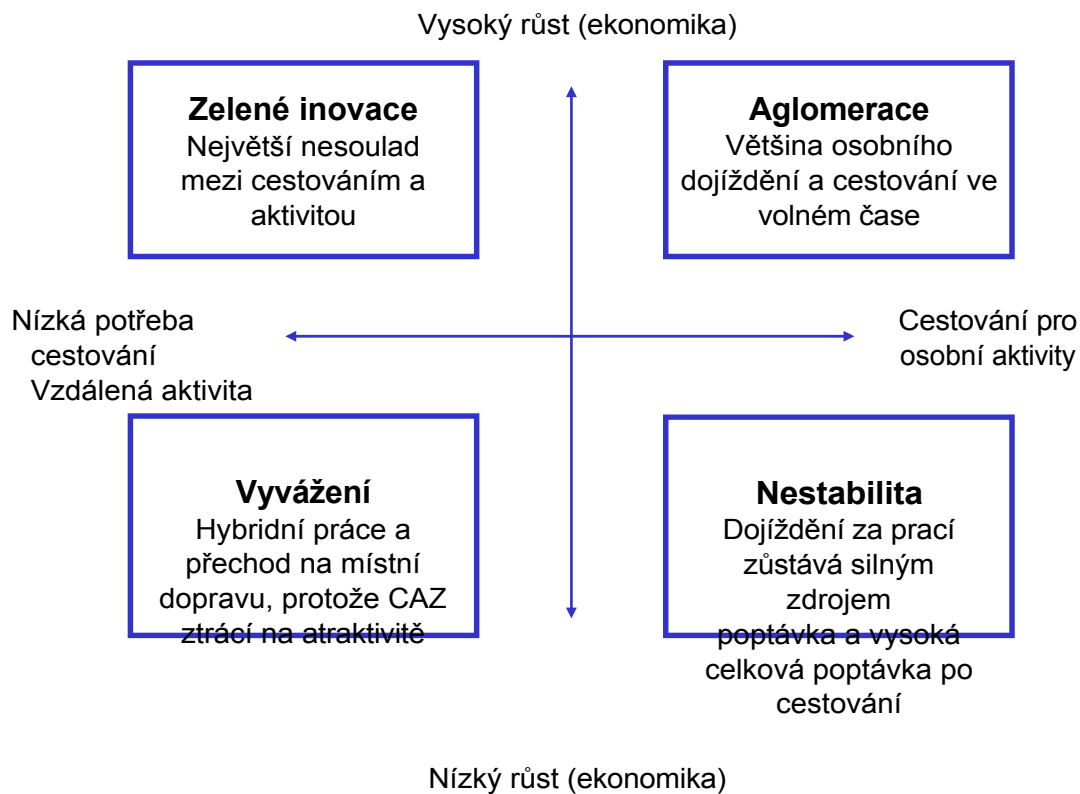 Vysoký růst (ekonomika)
Zelené inovace
Největší nesoulad
mezi cestováním a
aktivitou
Aglomerace
Většina osobního
dojíždění a cestování ve
volném čase
Nízká potřeba
cestování
Vzdálená aktivita
Cestování pro
osobní aktivity
Vyvážení
Hybridní práce a
přechod na místní
dopravu, protože CAZ
ztrácí na atraktivitě
Nestabilita
Dojíždění za prací
zůstává silným
zdrojem
poptávka a vysoká
celková poptávka po
cestování
Nízký růst (ekonomika)